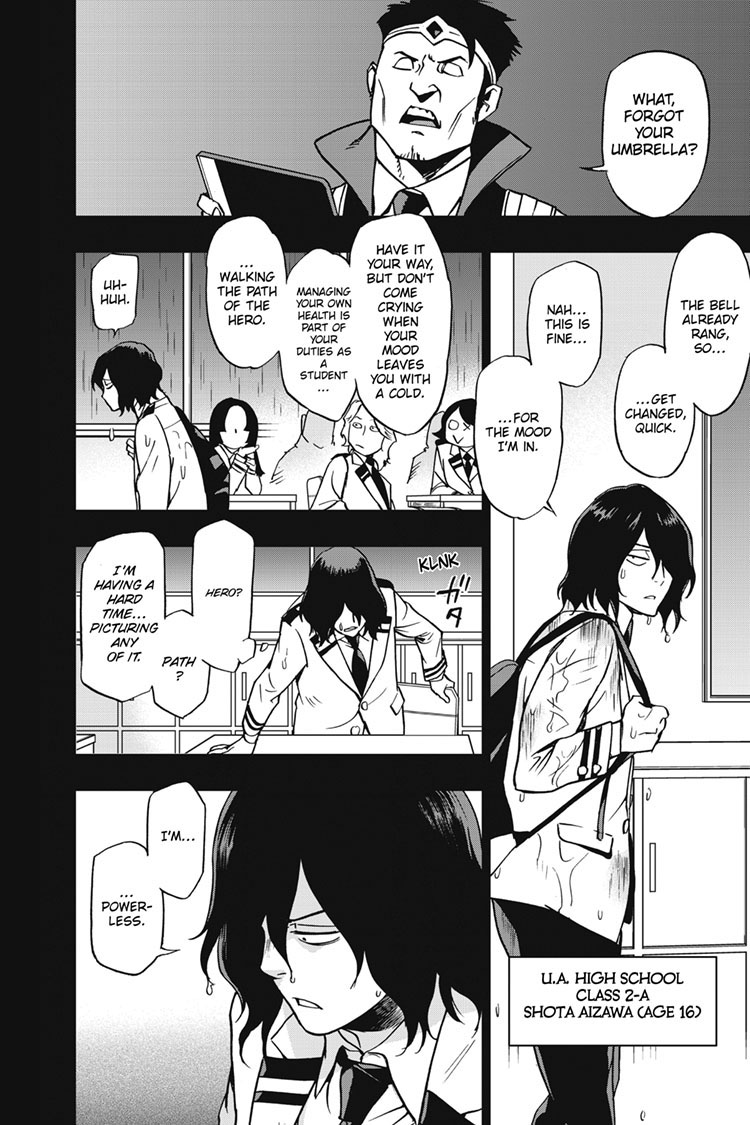 WHAT,
FORGOT
YOUR
UMBRELLA?
THE BELL
ALREADY
RANG,
SO...
...GET
CHANGED,
QUICK.
NAH...
THIS IS
FINE...
...FOR
THE MOOD
I'M IN.
U.A. HIGH SCHOOL
CLASS 2-A
SHOTA AIZAWA (AGE 16)
HAVE IT
YOUR WAY,
BUT DON'T
COME
CRYING
WHEN
YOUR
MOOD
LEAVES
YOU WITH
A COLD.
MANAGING
YOUR OWN
HEALTH IS
PART OF
YOUR
DUTIES AS
A
STUDENT
...
...
WALKING
THE PATH
OF THE
HERO.
UH-
HUH.
KLNK
ガタ
HERO?
PATH
?
I'M
HAVING A
HARD
TIME...
PICTURING
ANY
OF IT.
I'M...
...
POWER-
LESS.